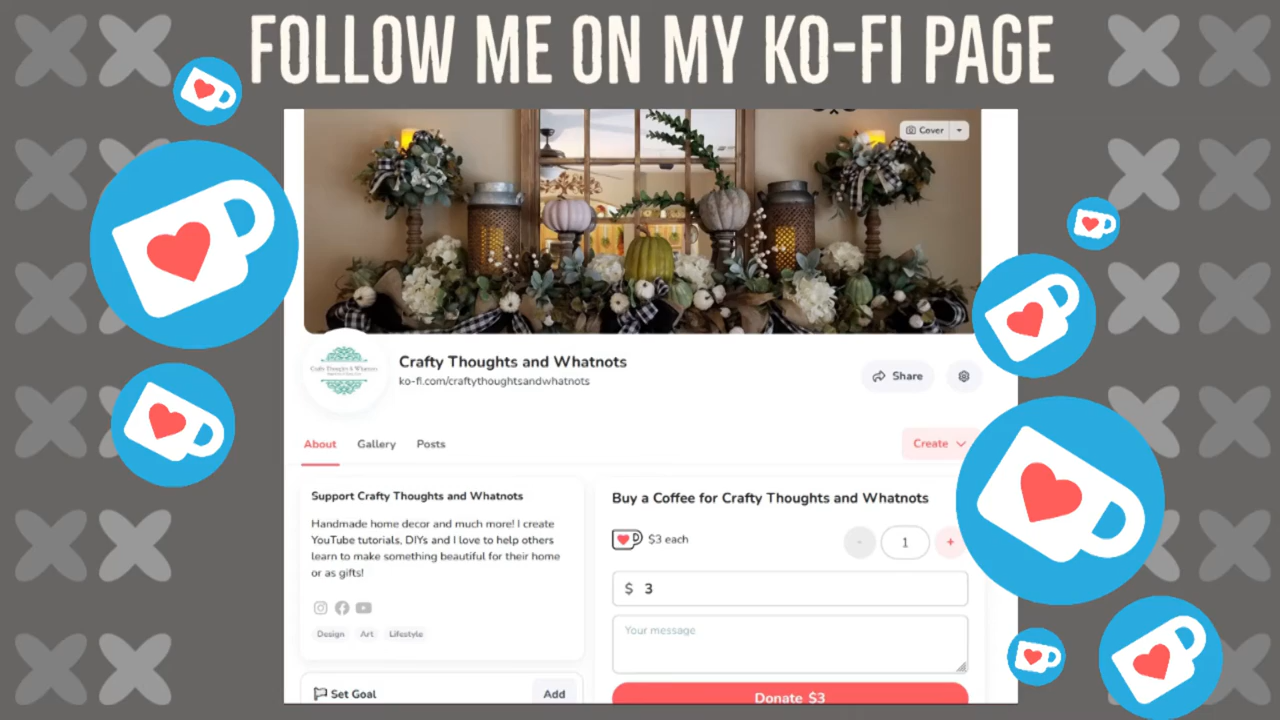 FOLLOW ME ON MY KO-FI PAGE
Cover
Crafty Thoughts and Whatnots
ko-fi.com/craftythoughtsandwhatnots
Share
About Gallery Posts
Create
Support Crafty Thoughts and Whatnots
Handmade home decor and much more! I create
YouTube tutorials, DIYs and I love to help others
learn to make something beautiful for their home
or as gifts!
Design Art Lifestyle
Set Goal
Add
Buy a Coffee for Crafty Thoughts and Whatnots
$3 each
- 1 +
$ 3
Your message
Donate $3